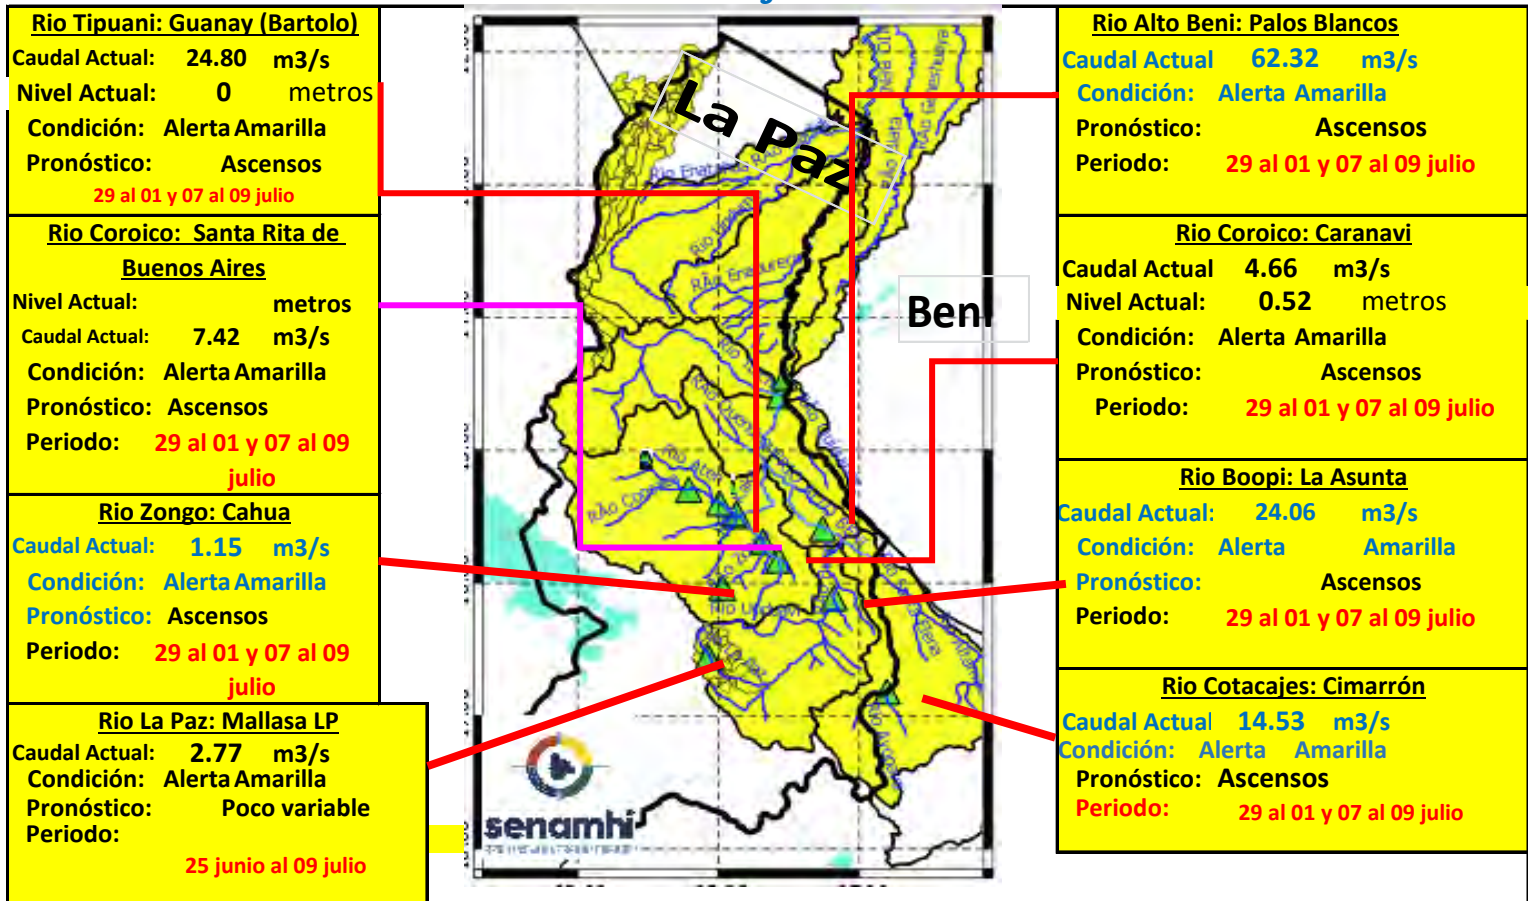 Rio Tipuani: Guanay (Bartolo)
Caudal Actual: 24.80 m3/s
Nivel Actual: 0 metros
Condición: Alerta Amarilla
Pronóstico: Ascensos
29 al 01 y 07 al 09 julio
Rio Coroico: Santa Rita de
Buenos Aires
Nivel Actual: metros
Caudal Actual: 7.42 m3/s
Condición: Alerta Amarilla
Pronóstico: Ascensos
Periodo: 29 al 01 y 07 al 09
julio
Rio Zongo: Cahua
Caudal Actual: 1.15 m3/s
Condición: Alerta Amarilla
Pronóstico: Ascensos
Periodo: 29 al 01 y 07 al 09
julio
Rio La Paz: Mallasa LP
Caudal Actual: 2.77 m3/s
Condición: Alerta Amarilla
Pronóstico: Poco variable
Periodo:
25 junio al 09 julio
La Paz
Beni
senamhi
Rio Alto Beni: Palos Blancos
Caudal Actual 62.32 m3/s
Condición: Alerta Amarilla
Pronóstico: Ascensos
Periodo: 29 al 01 y 07 al 09 julio
Rio Coroico: Caranavi
Caudal Actual 4.66 m3/s
Nivel Actual: 0.52 metros
Condición: Alerta Amarilla
Pronóstico: Ascensos
Periodo: 29 al 01 y 07 al 09 julio
Rio Boopi: La Asunta
Caudal Actual: 24.06 m3/s
Condición: Alerta Amarilla
Pronóstico: Ascensos
Periodo: 29 al 01 y 07 al 09 julio
Rio Cotacajes: Cimarrón
Caudal Actual 14.53 m3/s
Condición: Alerta Amarilla
Pronóstico: Ascensos
Periodo: 29 al 01 y 07 al 09 julio